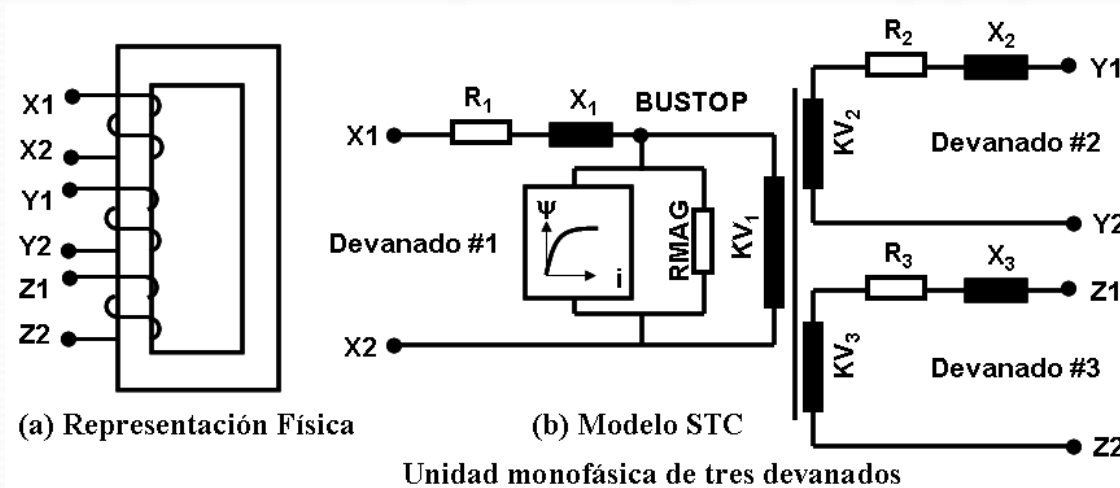 X1
X2
Y1
Y2
Z1
Z2
(a) Representación Física
R1
X1
BUSTOP
X1
Devanado #1
Ψ
i
RMAG
KV1
X2
R2
X2
Y1
KV2
Devanado #2
Y2
R3
X3
Z1
KV3
Devanado #3
Z2
(b) Modelo STC
Unidad monofásica de tres devanados